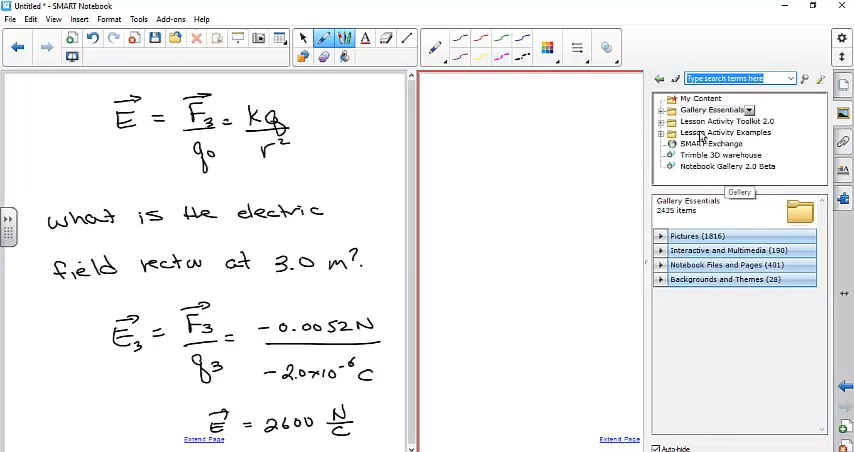 Untitled * - SMART Notebook
File Edit View Insert Format Tools Add-ons Help
Type search terms here
My Content
Gallery Essentials
Lesson Activity Toolkit 2.0
Lesson Activity Examples
SMART Exchange
Trimble 3D warehouse
Notebook Gallery 2.0 Beta
Gallery
Gallery Essentials
2435 items
Pictures (1816)
Interactive and Multimedia (190)
Notebook Files and Pages (401)
Backgrounds and Themes (28)
Auto-hide
E = F3 / q0 = kq / r²
what is the electric
field vector at 3.0 m?
E3 = F3 / q3 = -0.0052 N / -2.0×10⁻⁶ C
E = 2600 N/C
Extend Page
Extend Page